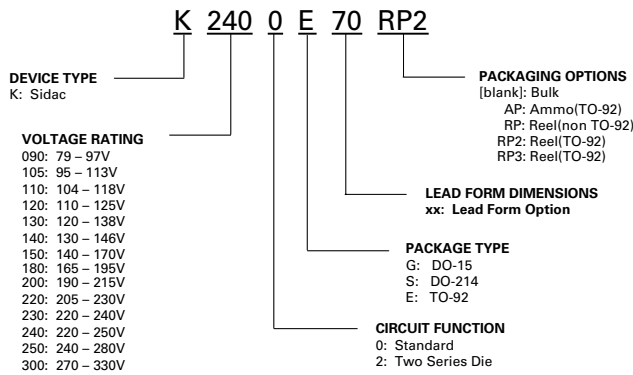 K 240 0 E 70 RP2
DEVICE TYPE
K: Sidac
VOLTAGE RATING
090: 79 – 97V
105: 95 – 113V
110: 104 – 118V
120: 110 – 125V
130: 120 – 138V
140: 130 – 146V
150: 140 – 170V
180: 165 – 195V
200: 190 – 215V
220: 205 – 230V
230: 220 – 240V
240: 220 – 250V
250: 240 – 280V
300: 270 – 330V
PACKAGING OPTIONS
[blank]: Bulk
AP: Ammo(TO-92)
RP: Reel(non TO-92)
RP2: Reel(TO-92)
RP3: Reel(TO-92)
LEAD FORM DIMENSIONS
xx: Lead Form Option
PACKAGE TYPE
G: DO-15
S: DO-214
E: TO-92
CIRCUIT FUNCTION
0: Standard
2: Two Series Die